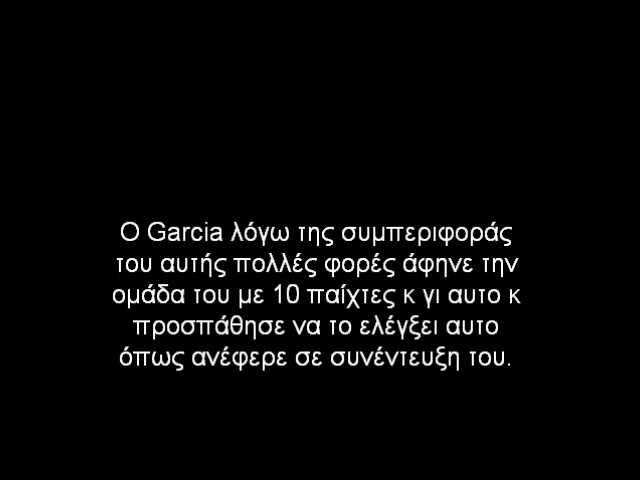 Ο Garcia λόγω της συμπεριφοράς
του αυτής πολλές φορές άφηνε την
ομάδα του με 10 παίχτες κ γι αυτο κ
προσπάθησε να το ελέγξει αυτο
όπως ανέφερε σε συνέντευξη του.